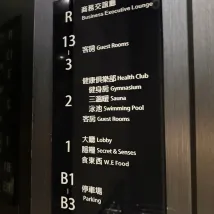 R 商務交誼廳
Business Executive Lounge
13
-
3
客房 Guest Rooms
2
健康俱樂部 Health Club
健身房 Gymnasium
三溫暖 Sauna
泳池 Swimming Pool
客房 Guest Rooms
1
大廳 Lobby
隱糧 Secret & Senses
食東西 W.E Food
B1
-
B3
停車場
Parking